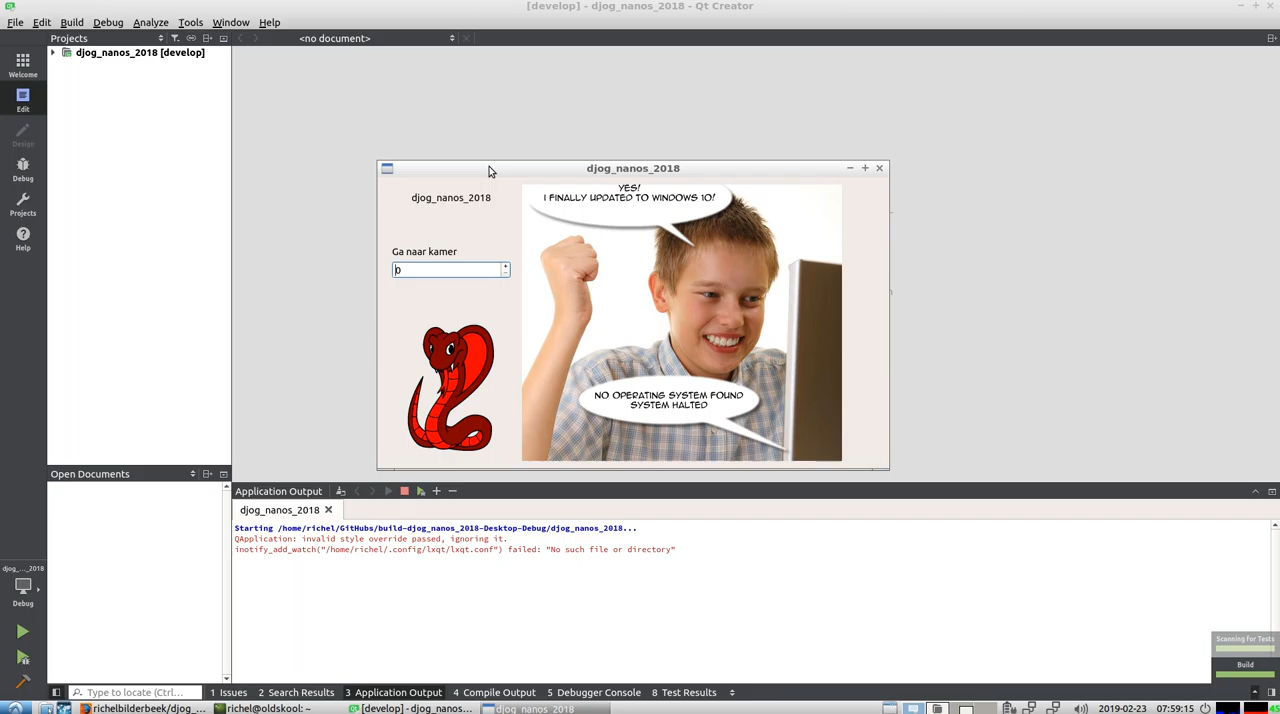 [develop] - djog_nanos_2018 - Qt Creator
File Edit Build Debug Analyze Tools Window Help
Projects
<no document>
djog_nanos_2018 [develop]
Welcome
Edit
Design
Debug
Projects
Help
djog_nanos_2018
djog_nanos_2018
Ga naar kamer
0
YES!
I FINALLY UPDATED TO WINDOWS 10!
NO OPERATING SYSTEM FOUND
SYSTEM HALTED
Open Documents
Application Output
djog_nanos_2018
Starting /home/richel/GitHubs/build-djog_nanos_2018-Desktop-Debug/djog_nanos_2018...
QApplication: invalid style override passed, ignoring it.
inotify_add_watch("/home/richel/.config/lxqt/lxqt.conf") failed: "No such file or directory"
djog_..._2018
Debug
Scanning for Tests
Build
Type to locate (Ctrl...
1 Issues 2 Search Results 3 Application Output 4 Compile Output 5 Debugger Console 8 Test Results
richelbilderbeek/djog_... richel@oldskool: ~ [develop] - djog_nanos... djog_nanos_2018 2019-02-23 07:59:15